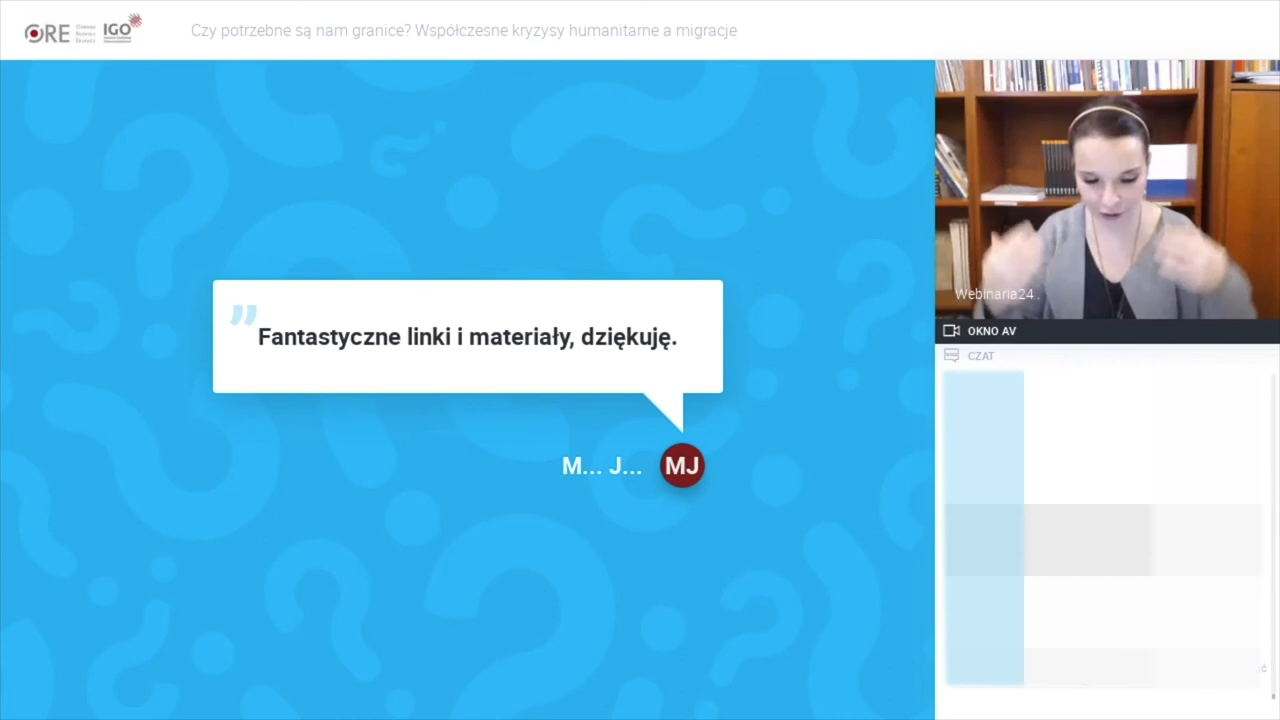 ORE
IGO
Czy potrzebne są nam granice? Współczesne kryzysy humanitarne a migracje
Webinaria24 .
OKNO AV
CZAT
” Fantastyczne linki i materiały, dziękuję.
M... J... MJ
ć